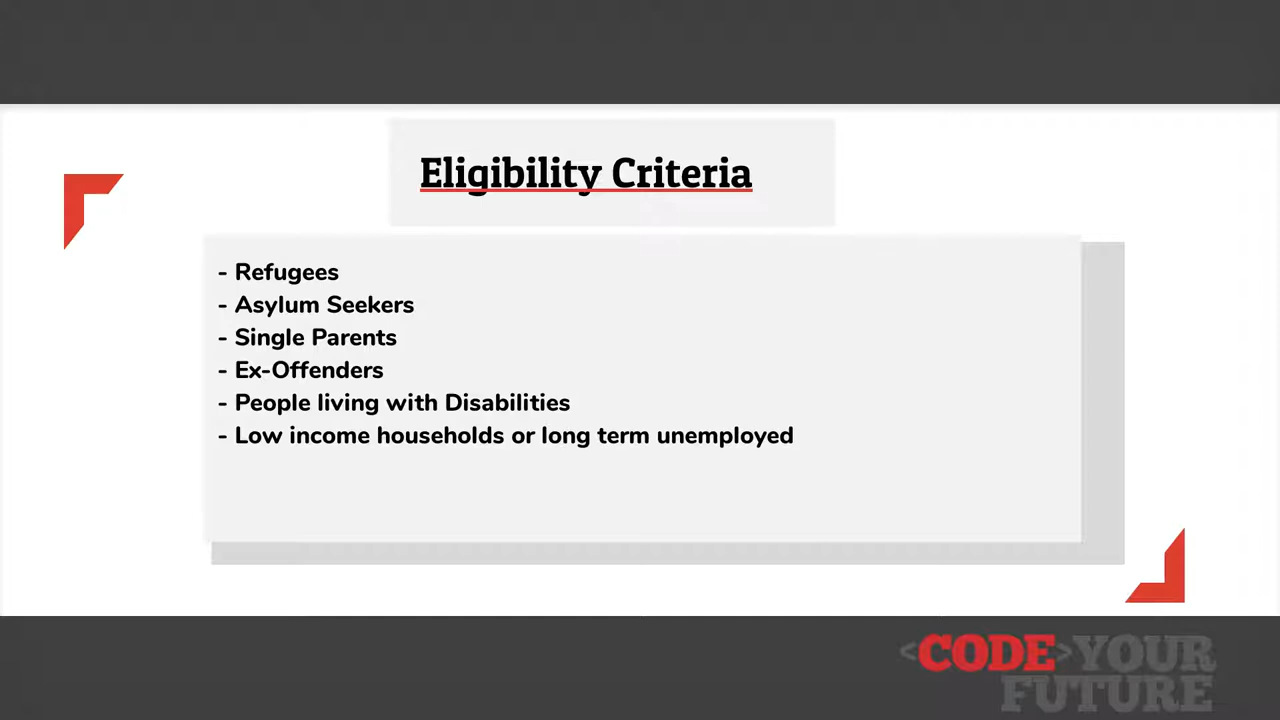 Eligibility Criteria
- Refugees
- Asylum Seekers
- Single Parents
- Ex-Offenders
- People living with Disabilities
- Low income households or long term unemployed
<CODE>YOUR
FUTURE